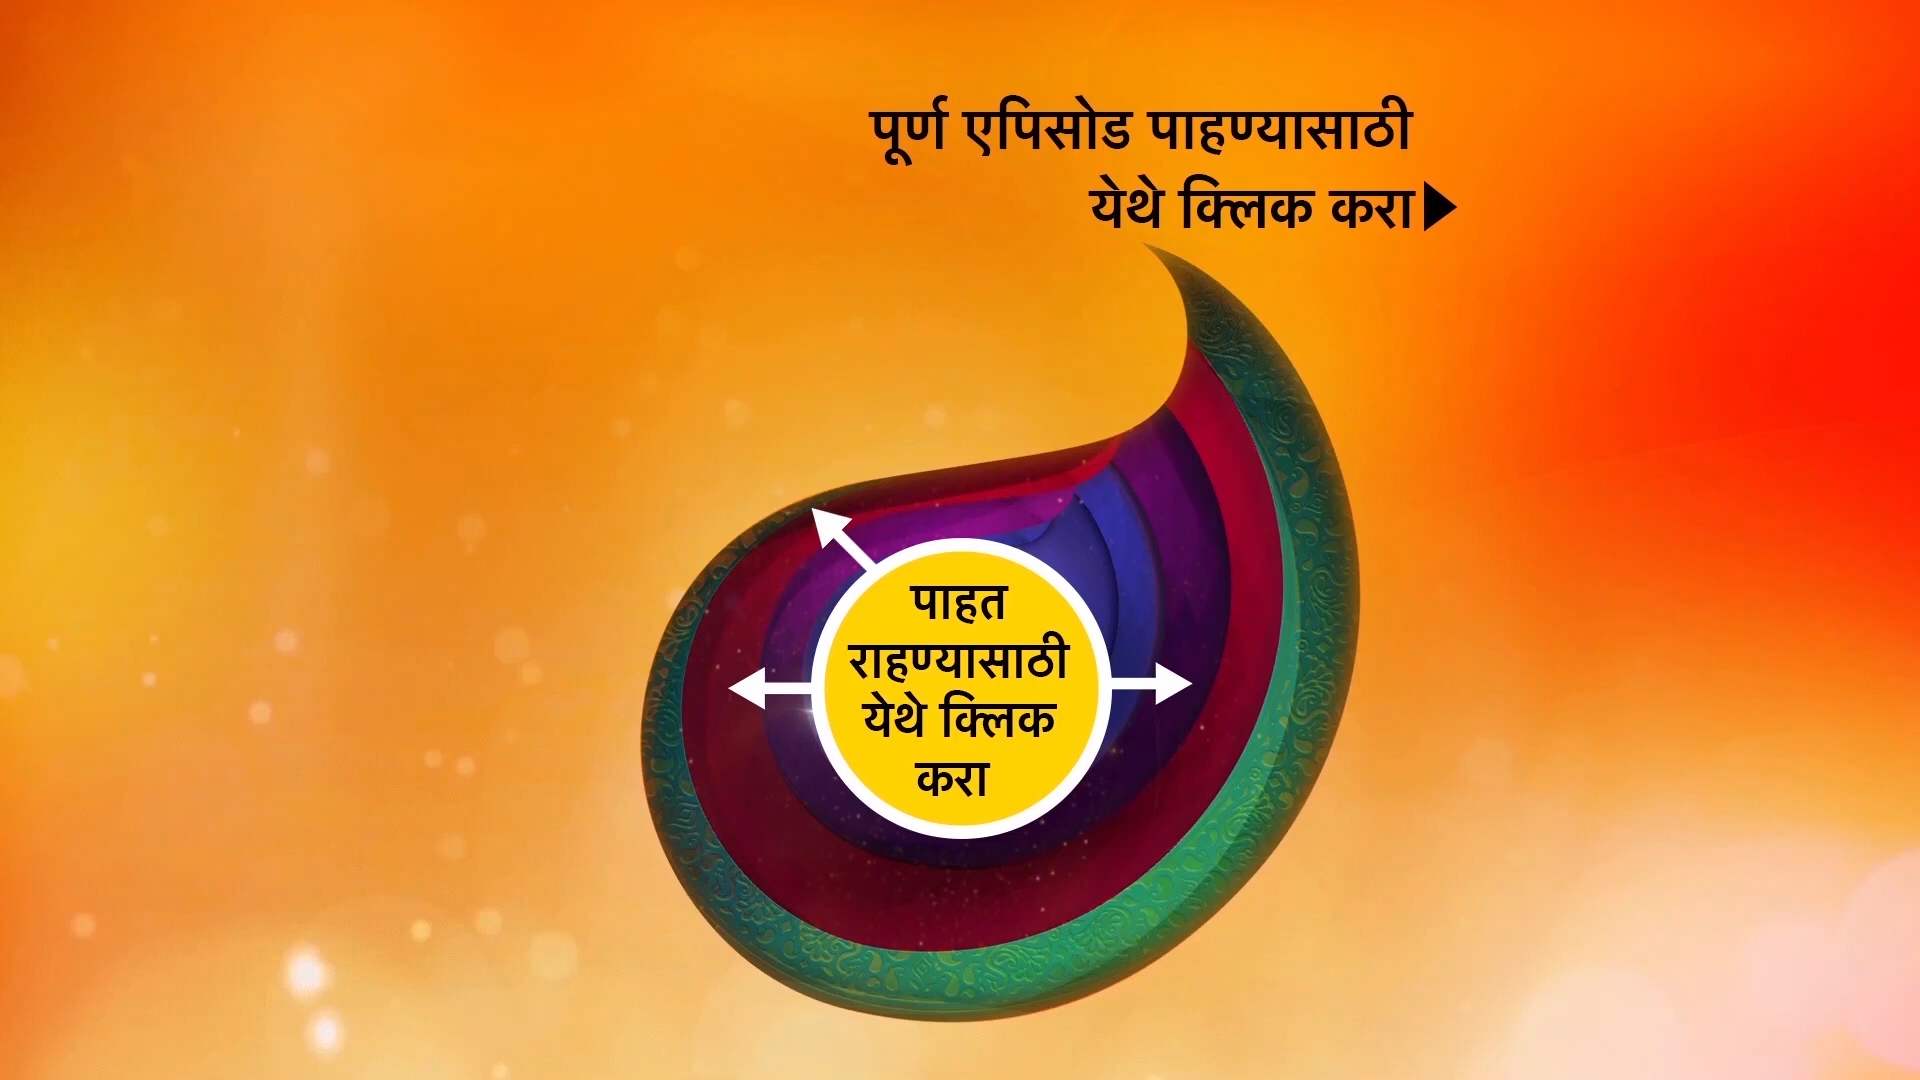 पूर्ण एपिसोड पाहण्यासाठी
येथे क्लिक करा
पाहत
राहण्यासाठी
येथे क्लिक
करा